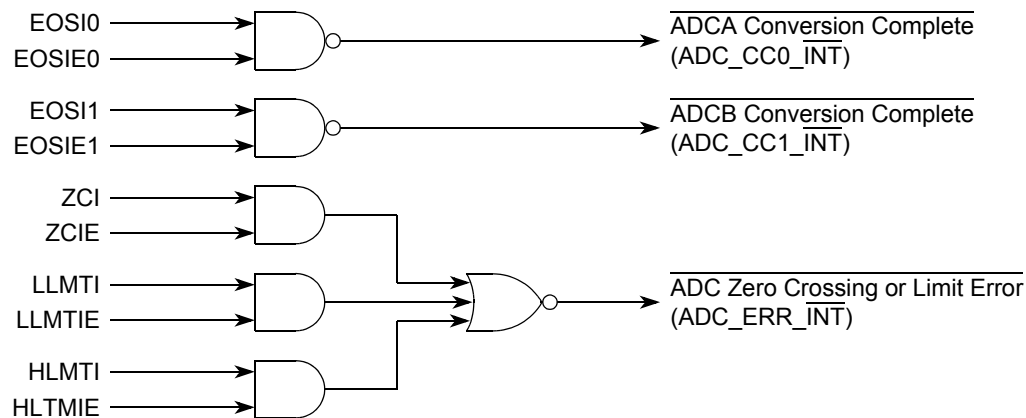 EOSI0
EOSIE0
ADCA Conversion Complete
(ADC_CC0_INT)
EOSI1
EOSIE1
ADCB Conversion Complete
(ADC_CC1_INT)
ZCI
ZCIE
LLMTI
LLMTIE
ADC Zero Crossing or Limit Error
(ADC_ERR_INT)
HLMTI
HLTMIE